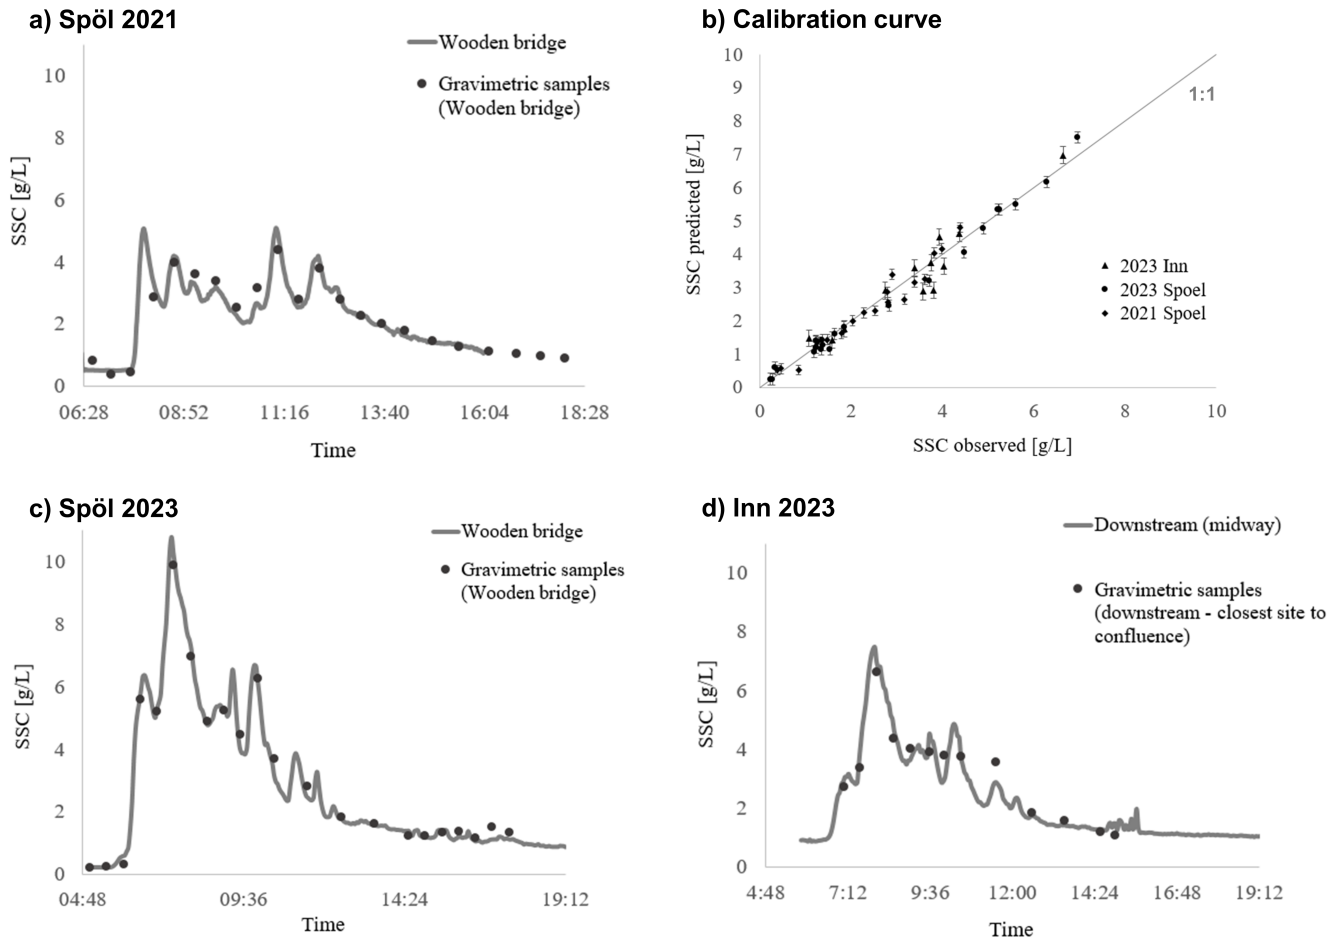 a) Spöl 2021
Wooden bridge
Gravimetric samples
(Wooden bridge)
SSC [g/L]
10
8
6
4
2
0
06:28 08:52 11:16 13:40 16:04 18:28
Time
b) Calibration curve
10
9
8
7
6
5
4
3
2
1
0
SSC predicted [g/L]
1:1
2023 Inn
2023 Spoel
2021 Spoel
0 2 4 6 8 10
SSC observed [g/L]
c) Spöl 2023
Wooden bridge
Gravimetric samples
(Wooden bridge)
SSC [g/L]
10
8
6
4
2
0
04:48 09:36 14:24 19:12
Time
d) Inn 2023
Downstream (midway)
Gravimetric samples
(downstream - closest site to
confluence)
SSC [g/L]
10
8
6
4
2
0
4:48 7:12 9:36 12:00 14:24 16:48 19:12
Time